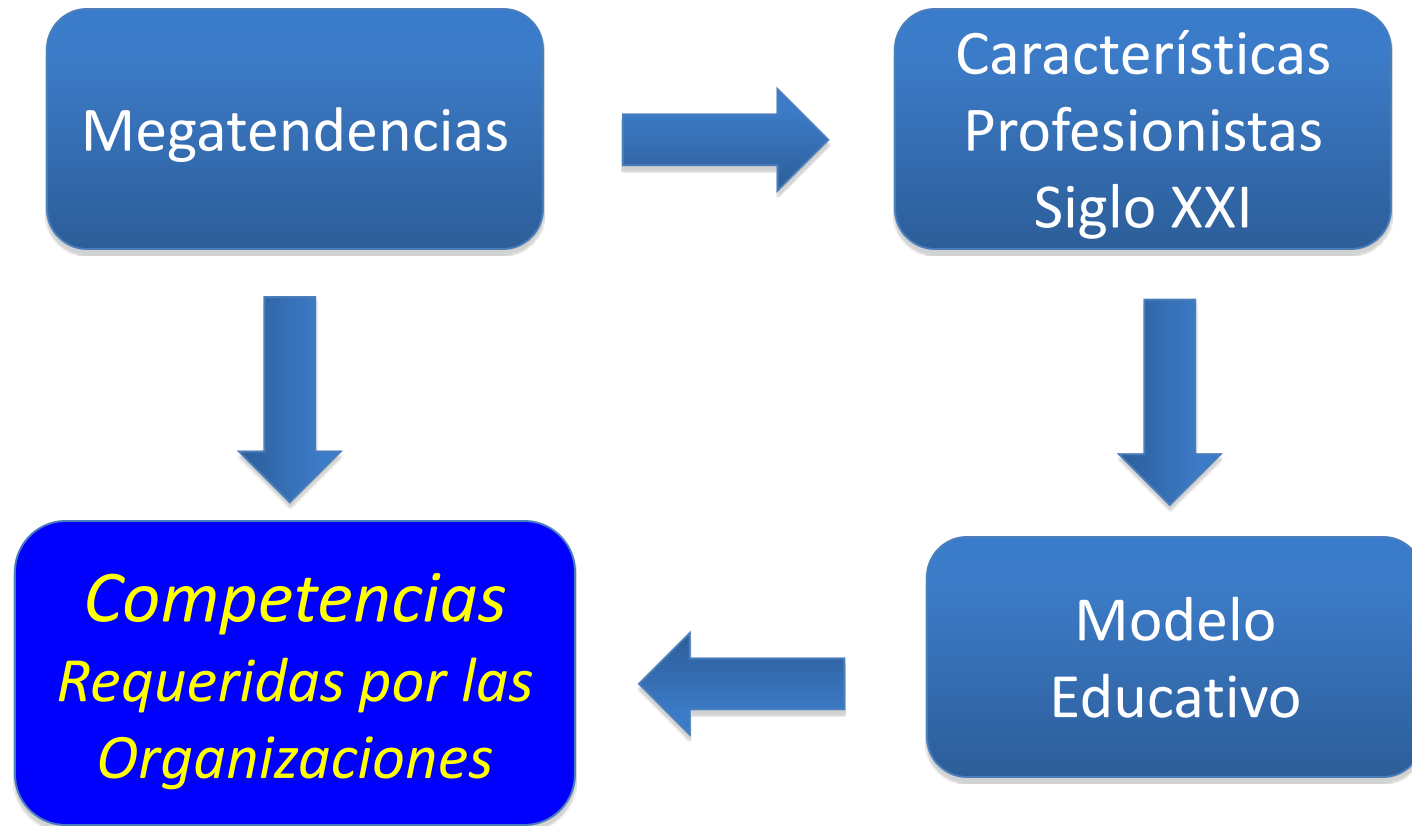 Megatendencias
Características
Profesionistas
Siglo XXI
Competencias
Requeridas por las
Organizaciones
Modelo
Educativo